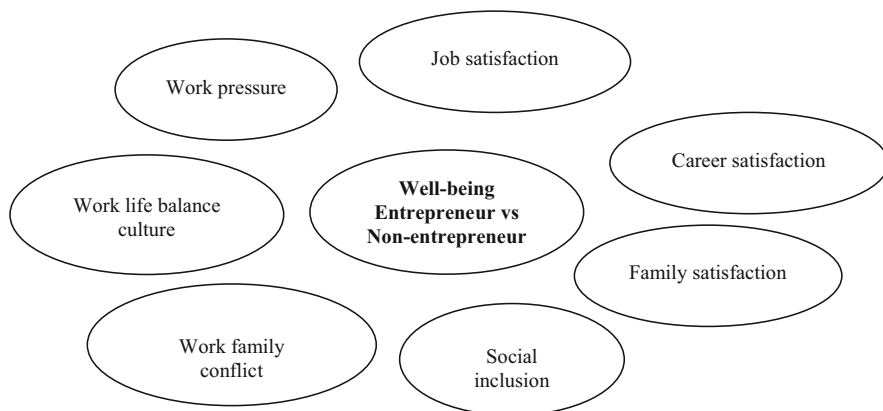 Job satisfaction
Work pressure
Career satisfaction
Well-being
Entrepreneur vs
Non-entrepreneur
Work life balance
culture
Family satisfaction
Work family
conflict
Social
inclusion